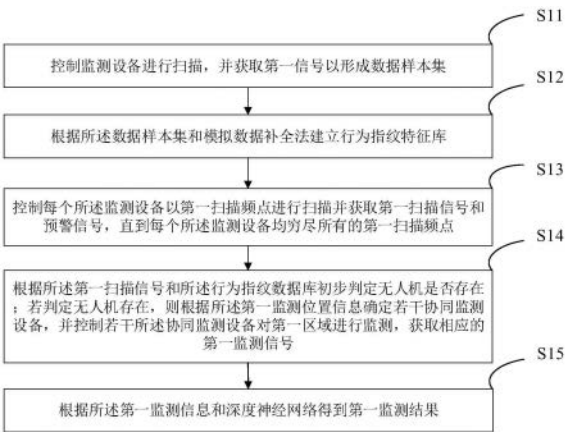 S11
控制监测设备进行扫描，并获取第一信号以形成数据样本集
S12
根据所述数据样本集和模拟数据补全法建立行为指纹特征库
S13
控制每个所述监测设备以第一扫描频点进行扫描并获取第一扫描信号和
预警信号，直到每个所述监测设备均穷尽所有的第一扫描频点
S14
根据所述第一扫描信号和所述行为指纹数据库初步判定无人机是否存在
；若判定无人机存在，则根据所述第一监测位置信息确定若干协同监测
设备，并控制若干所述协同监测设备对第一区域进行监测，获取相应的
第一监测信号
S15
根据所述第一监测信息和深度神经网络得到第一监测结果